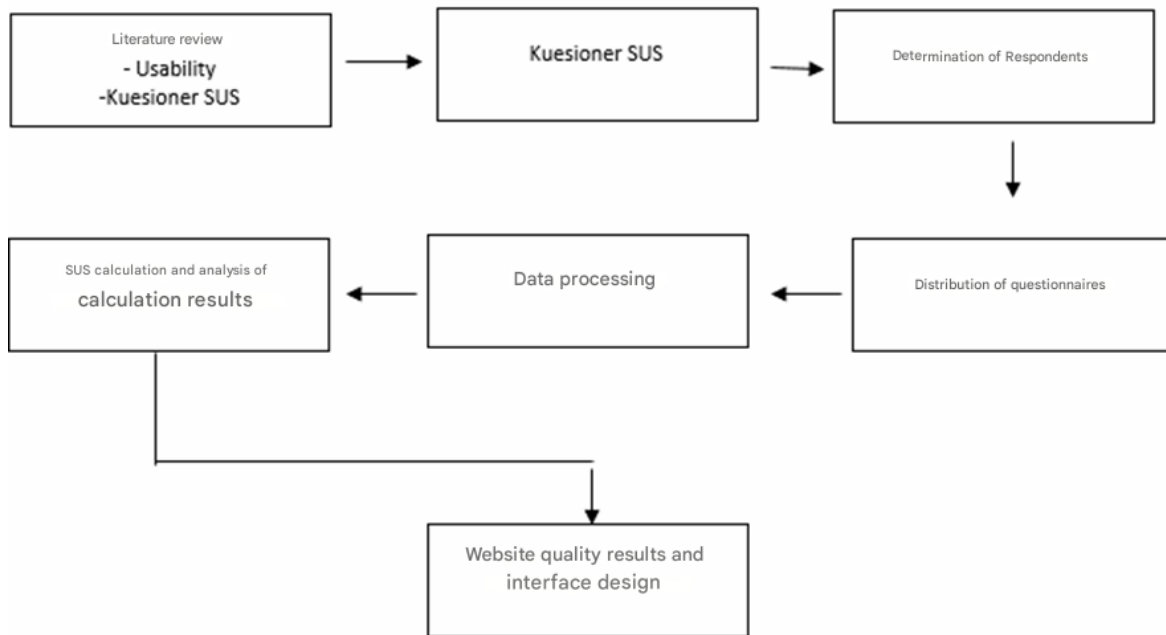 Literature review
- Usability
-Kuesioner SUS
Kuesioner SUS
Determination of Respondents
Distribution of questionnaires
Data processing
SUS calculation and analysis of
calculation results
Website quality results and
interface design